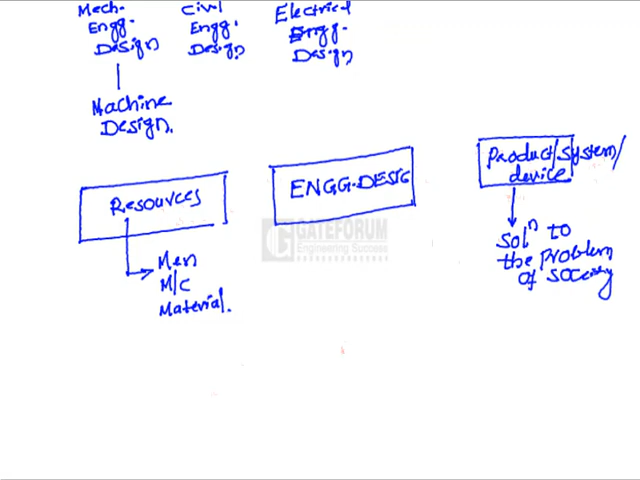 Mech. Civil Electrical
Engg. Engg. Engg.
Design Design Design
Machine
Design.
Resources
ENGG.DESIG
Product/System/
device
Men
M/C
Material.
Solⁿ to
the problem
of society
GATEFORUM
Engineering Success